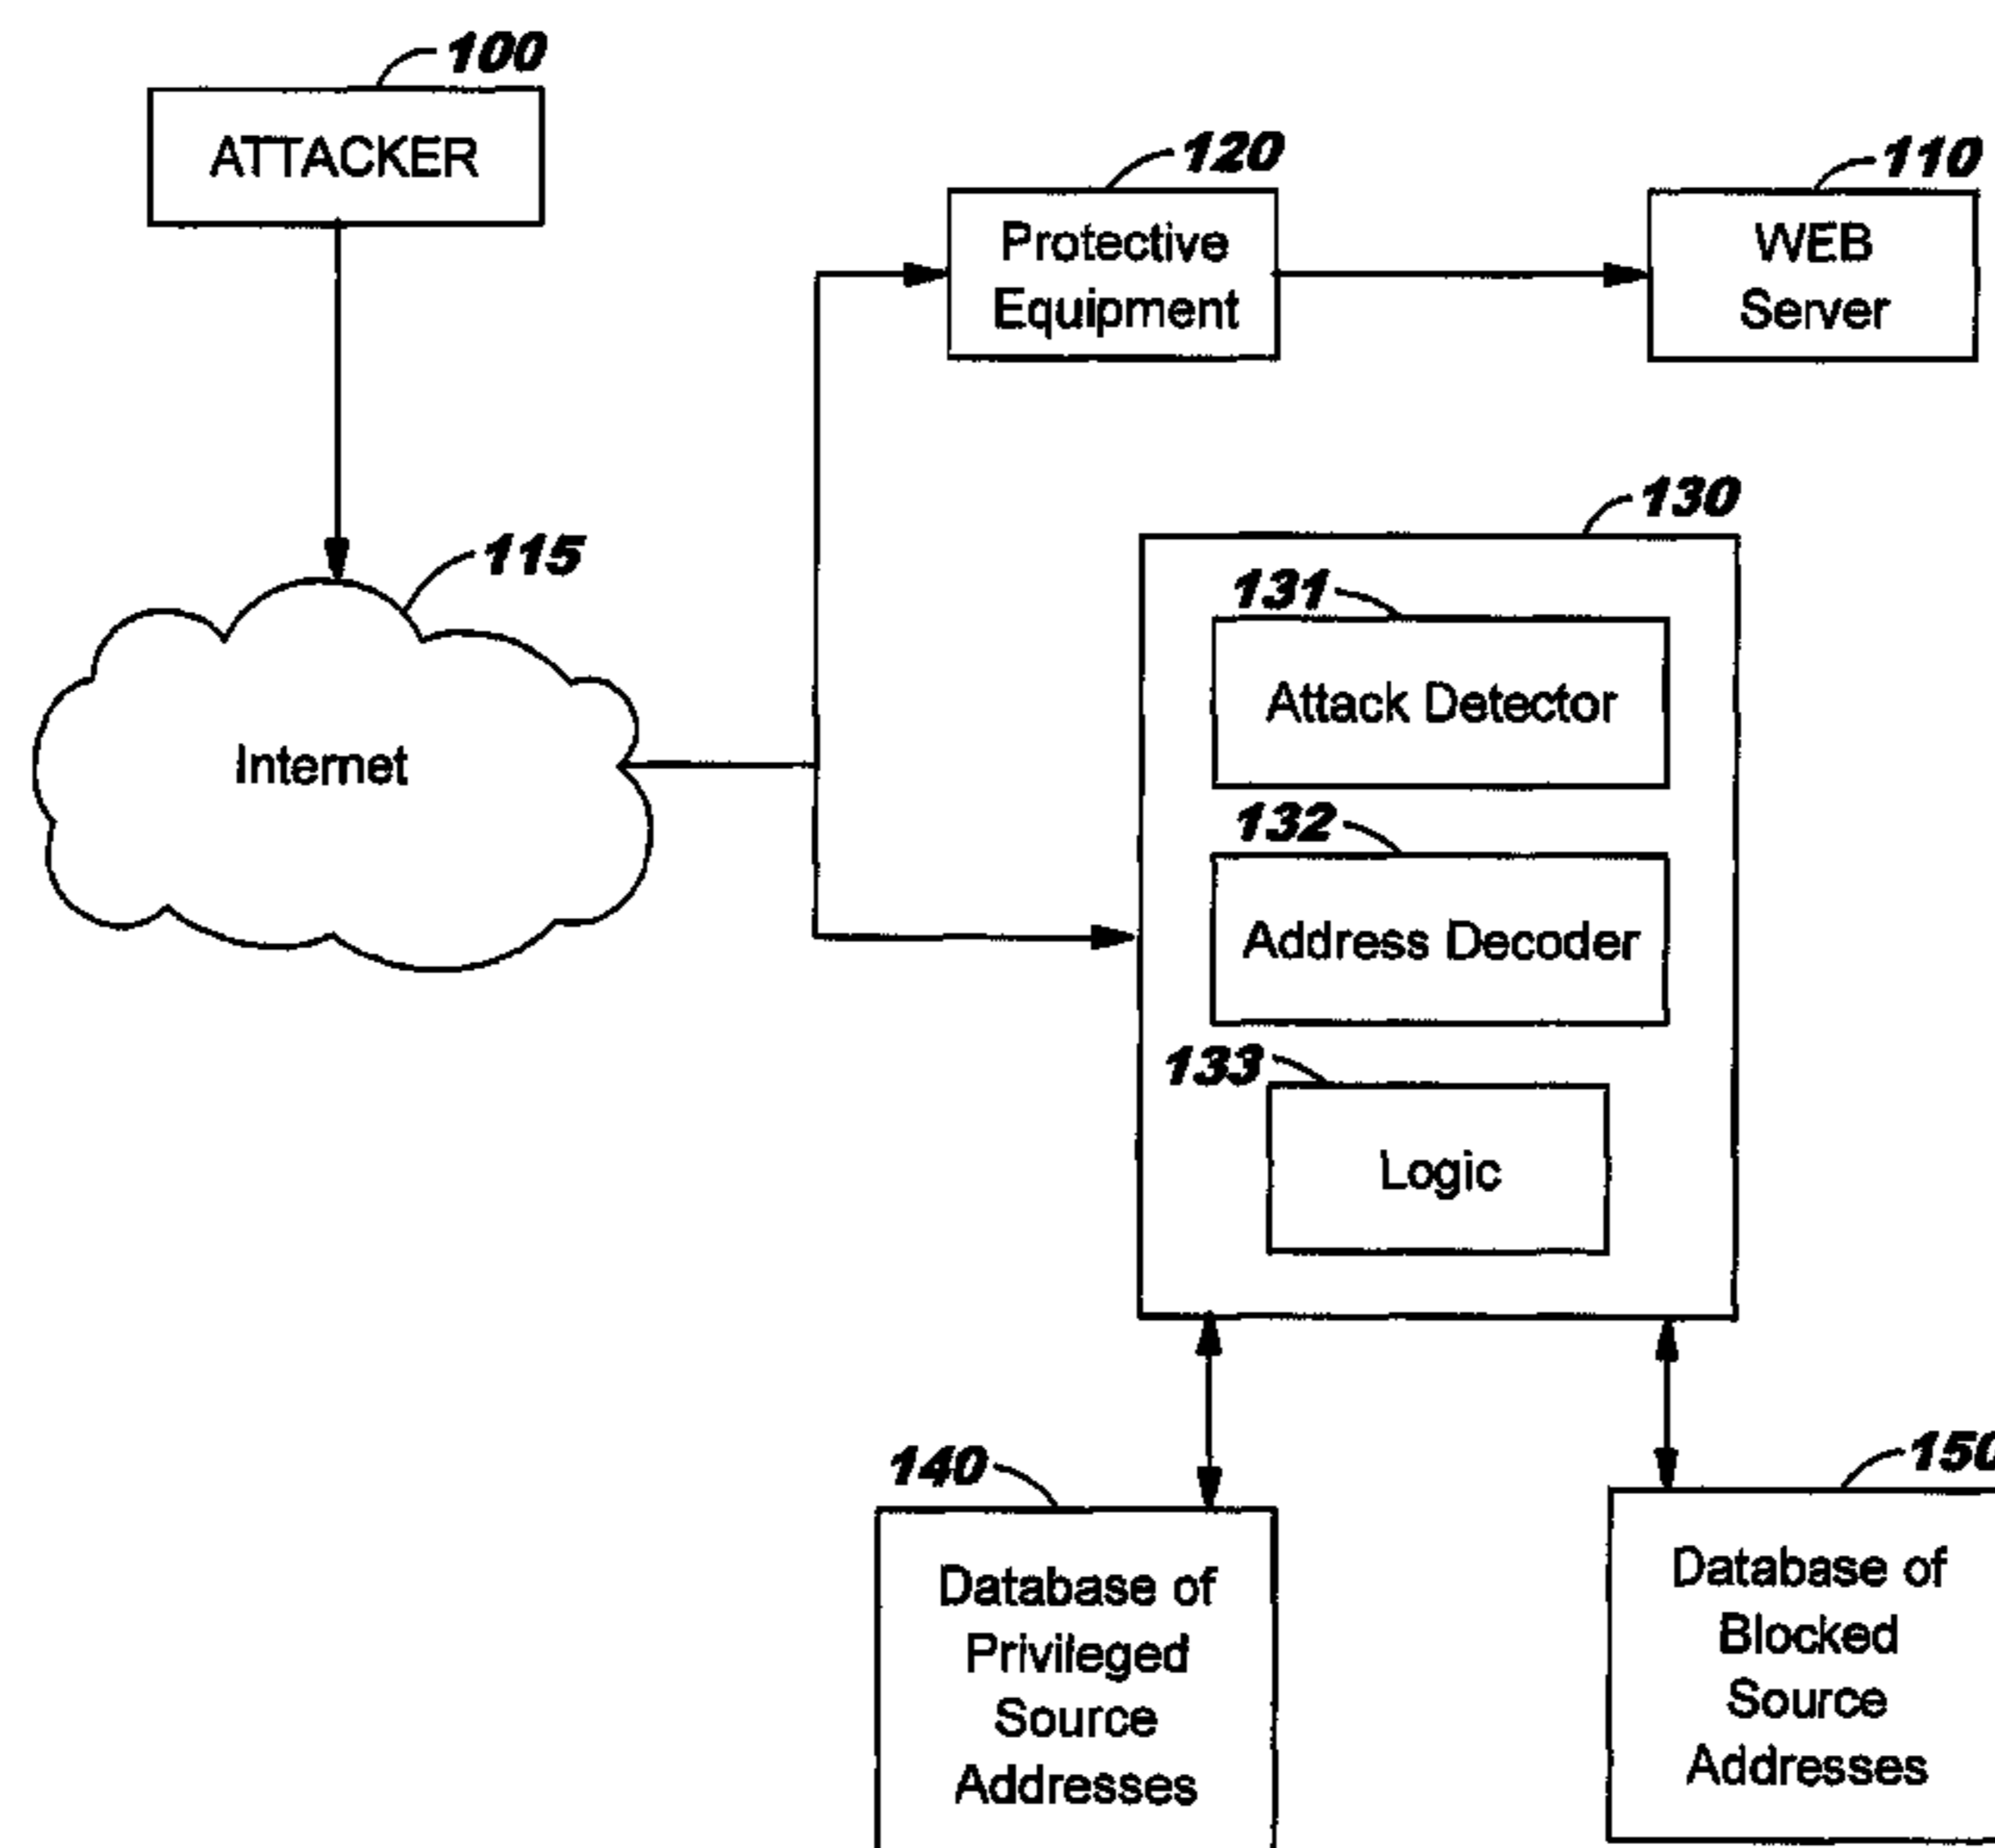 100
ATTACKER
120
Protective
Equipment
110
WEB
Server
115
Internet
130
131
Attack Detector
132
Address Decoder
133
Logic
140
Database of
Privileged
Source
Addresses
150
Database of
Blocked
Source
Addresses